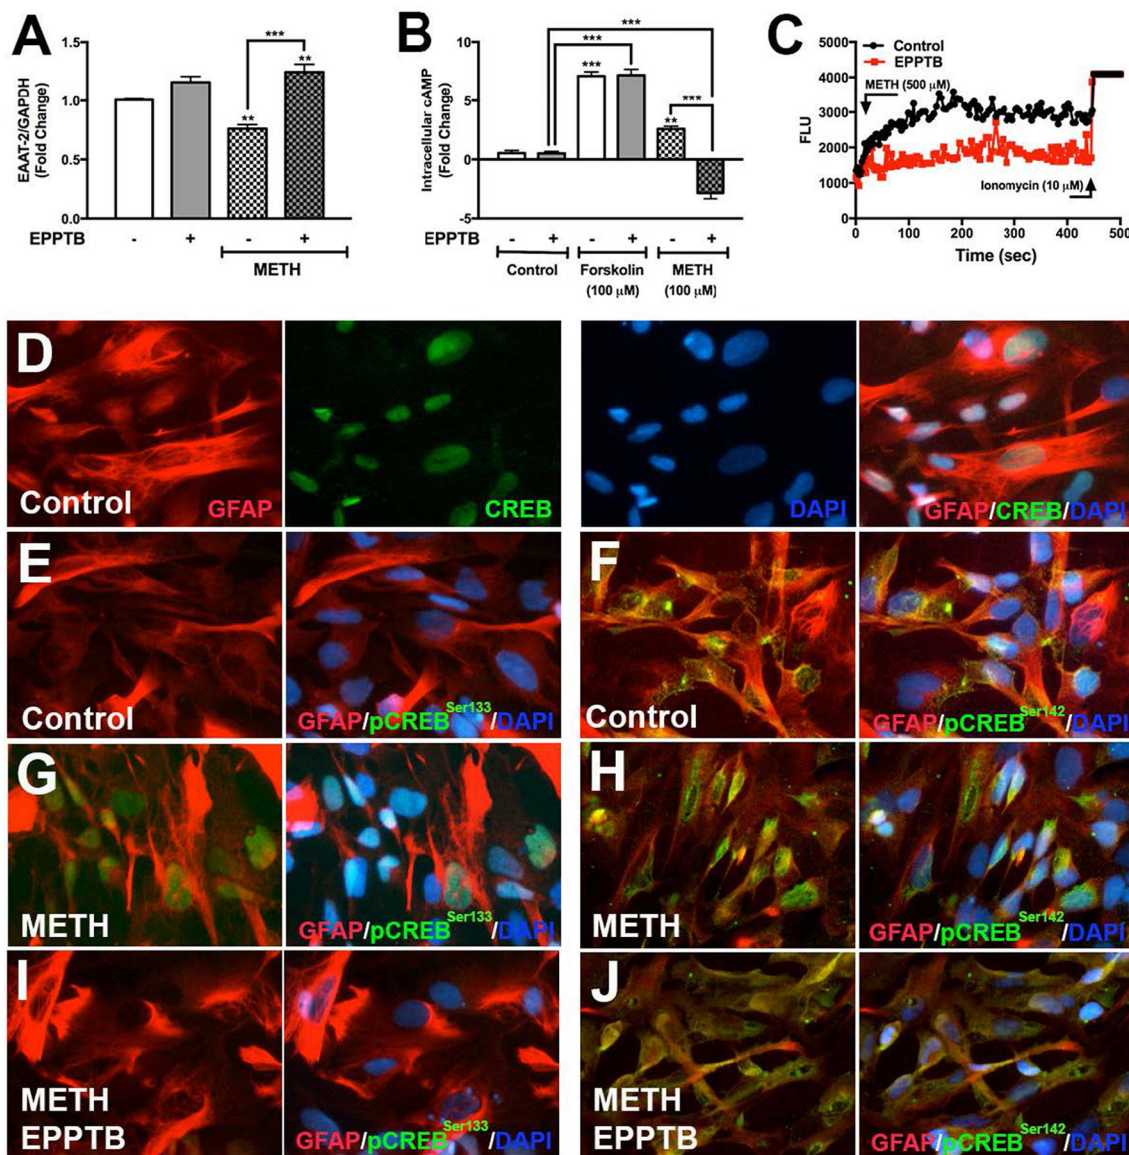 A
EAAT-2/GAPDH
(Fold Change)
1.5
1.0
0.5
0.0
***
**
**
EPPTB
-
+
-
+
METH
B
Intracellular cAMP
(Fold Change)
10
5
0
-5
***
***
***
***
**
EPPTB
-
+
-
+
-
+
Control
Forskolin
(100 μM)
METH
(100 μM)
C
FLU
5000
4000
3000
2000
1000
Control
EPPTB
METH (500 μM)
Ionomycin (10 μM)
0
100
200
300
400
500
Time (sec)
D
Control
GFAP
CREB
DAPI
GFAP/CREB/DAPI
E
Control
GFAP/pCREB Ser133/DAPI
F
Control
GFAP/pCREB Ser142/DAPI
G
METH
GFAP/pCREB Ser133/DAPI
H
METH
GFAP/pCREB Ser142/DAPI
I
METH
EPPTB
GFAP/pCREB Ser133/DAPI
J
METH
EPPTB
GFAP/pCREB Ser142/DAPI